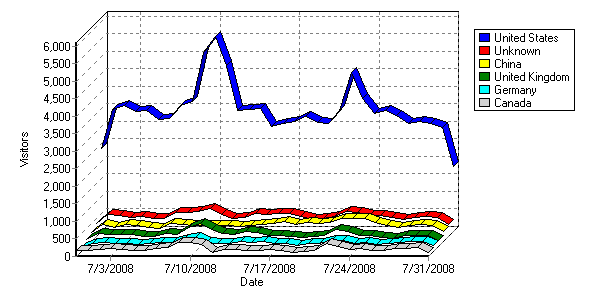 6,000
5,500
5,000
4,500
4,000
3,500
3,000
2,500
2,000
1,500
1,000
500
0
Visitors
7/3/2008 7/10/2008 7/17/2008 7/24/2008 7/31/2008
Date
United States
Unknown
China
United Kingdom
Germany
Canada